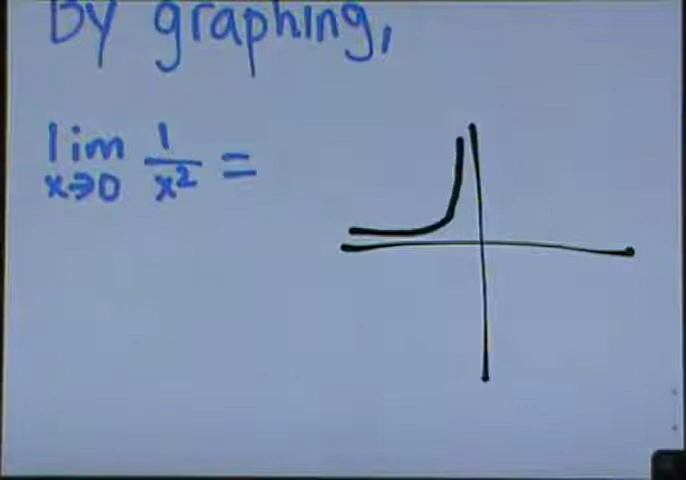 By graphing,
lim 1/x² =
x→0